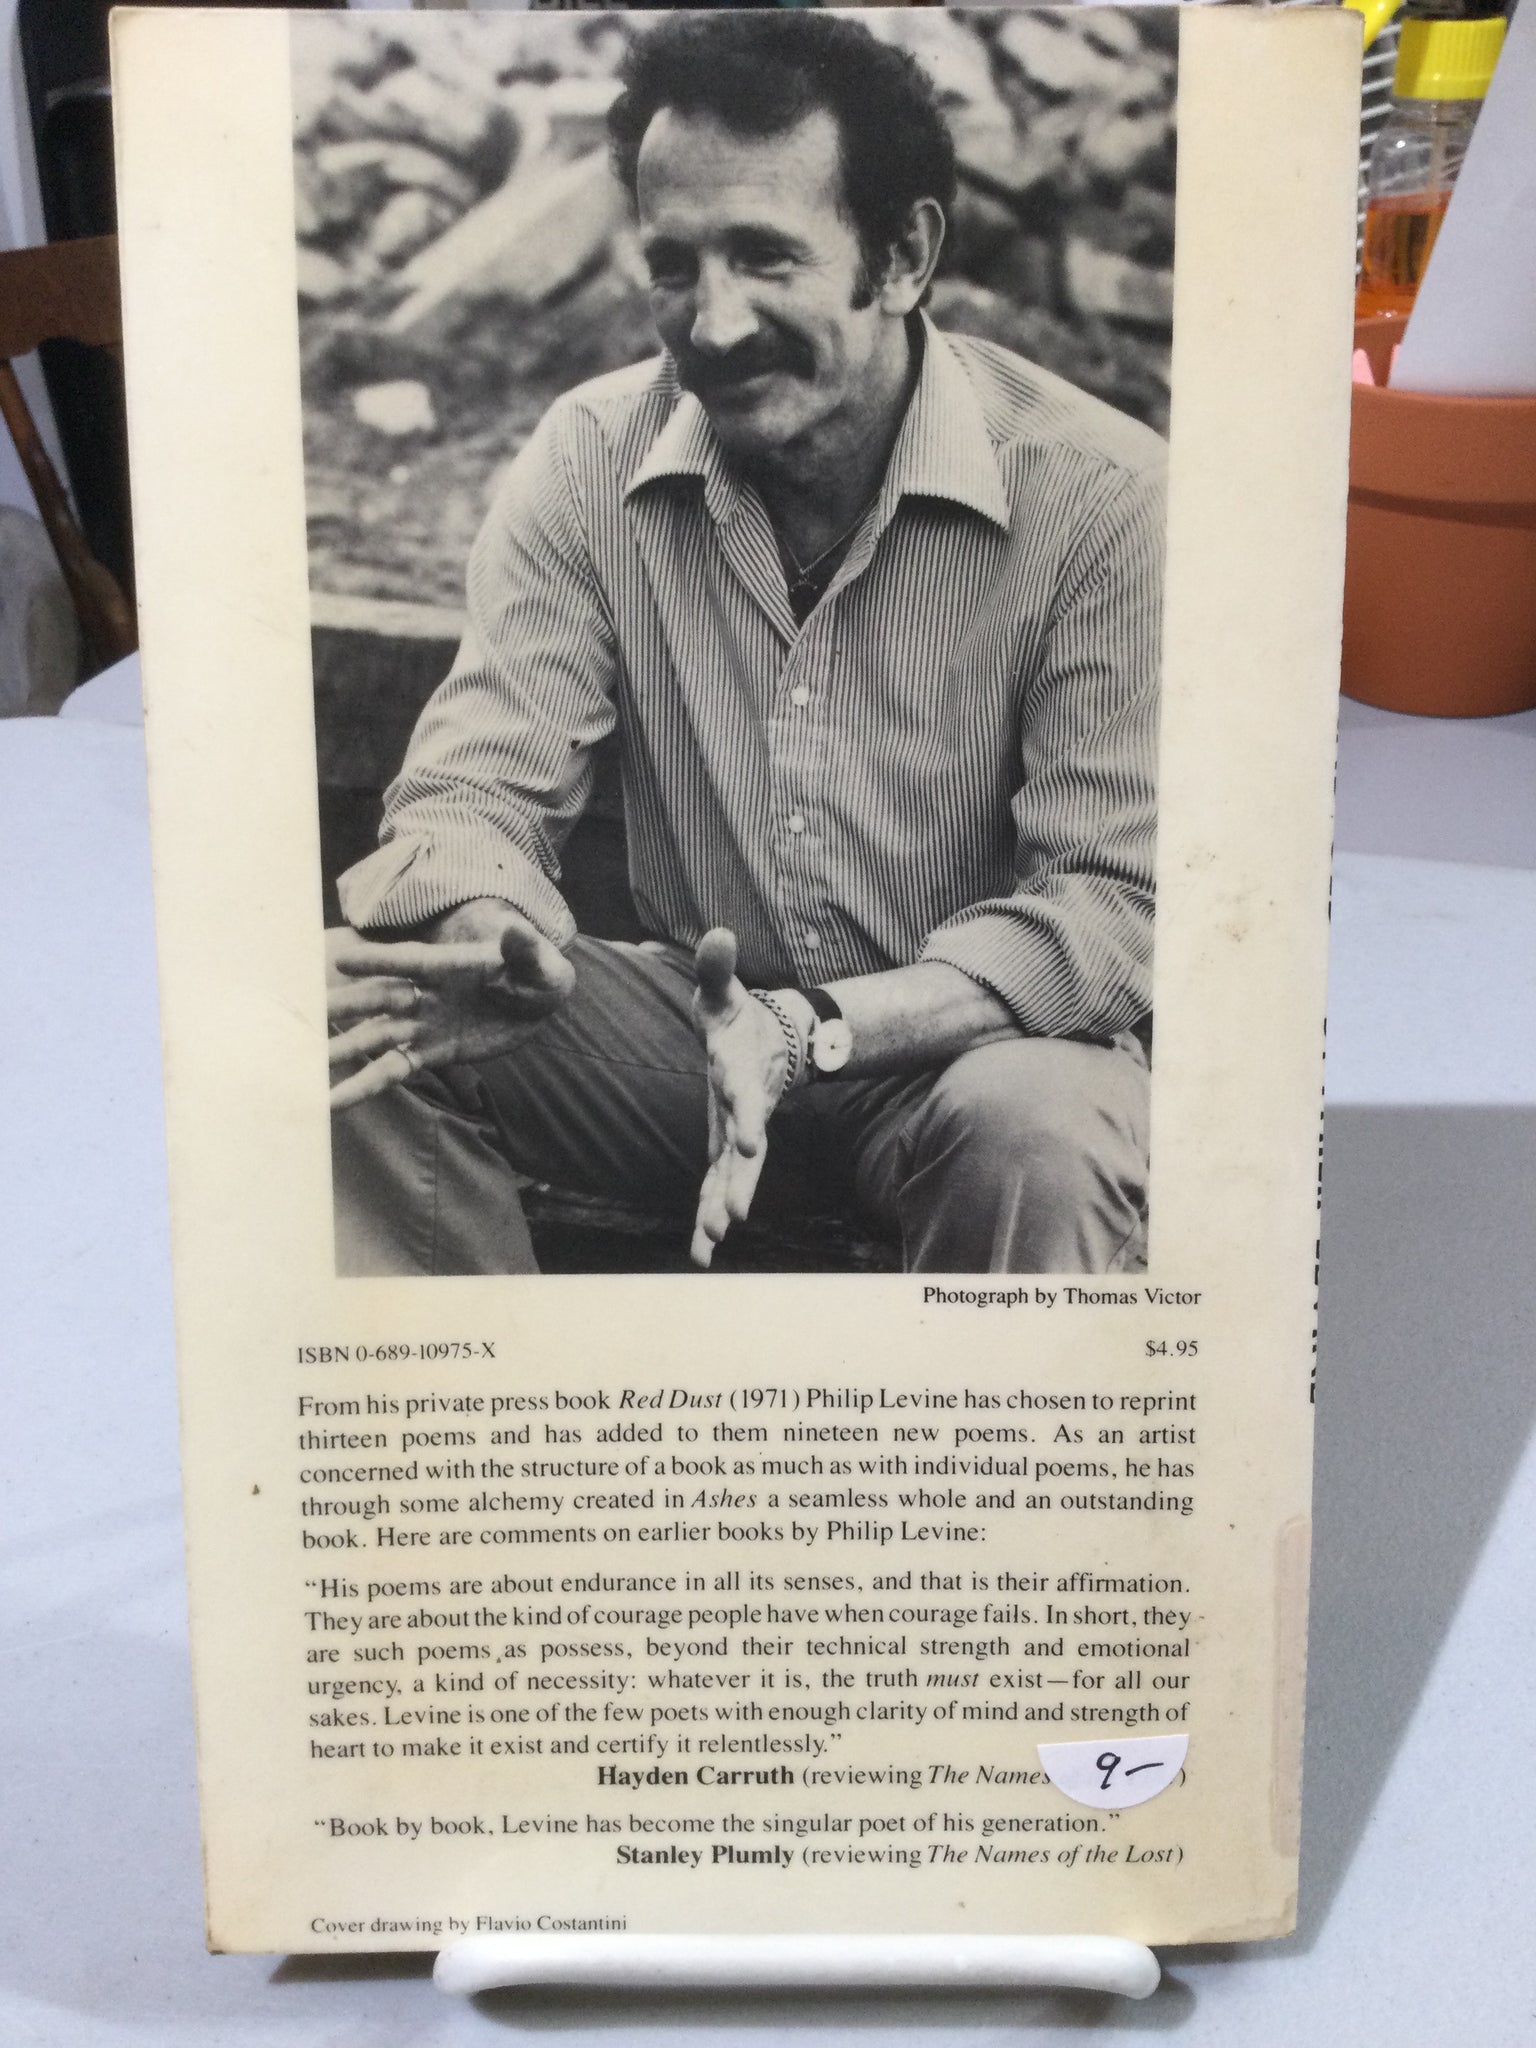 Photograph by Thomas Victor
ISBN 0-689-10975-X
$4.95
From his private press book Red Dust (1971) Philip Levine has chosen to reprint
thirteen poems and has added to them nineteen new poems. As an artist
concerned with the structure of a book as much as with individual poems, he has
through some alchemy created in Ashes a seamless whole and an outstanding
book. Here are comments on earlier books by Philip Levine:
“His poems are about endurance in all its senses, and that is their affirmation.
They are about the kind of courage people have when courage fails. In short, they
are such poems as possess, beyond their technical strength and emotional
urgency, a kind of necessity: whatever it is, the truth must exist—for all our
sakes. Levine is one of the few poets with enough clarity of mind and strength of
heart to make it exist and certify it relentlessly.”
Hayden Carruth (reviewing The Names )
9—
“Book by book, Levine has become the singular poet of his generation.”
Stanley Plumly (reviewing The Names of the Lost)
Cover drawing by Flavio Costantini